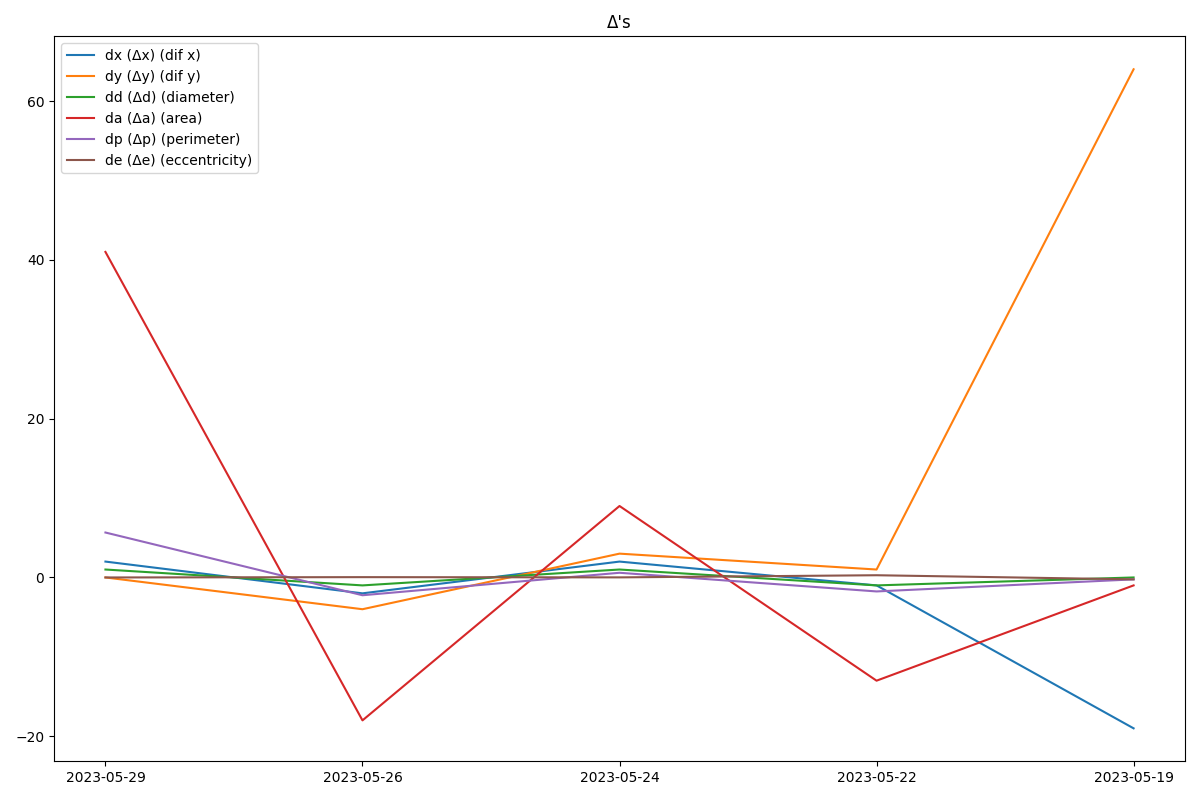 Δ's
dx (Δx) (dif x)
dy (Δy) (dif y)
dd (Δd) (diameter)
da (Δa) (area)
dp (Δp) (perimeter)
de (Δe) (eccentricity)
60
40
20
0
−20
2023-05-29 2023-05-26 2023-05-24 2023-05-22 2023-05-19